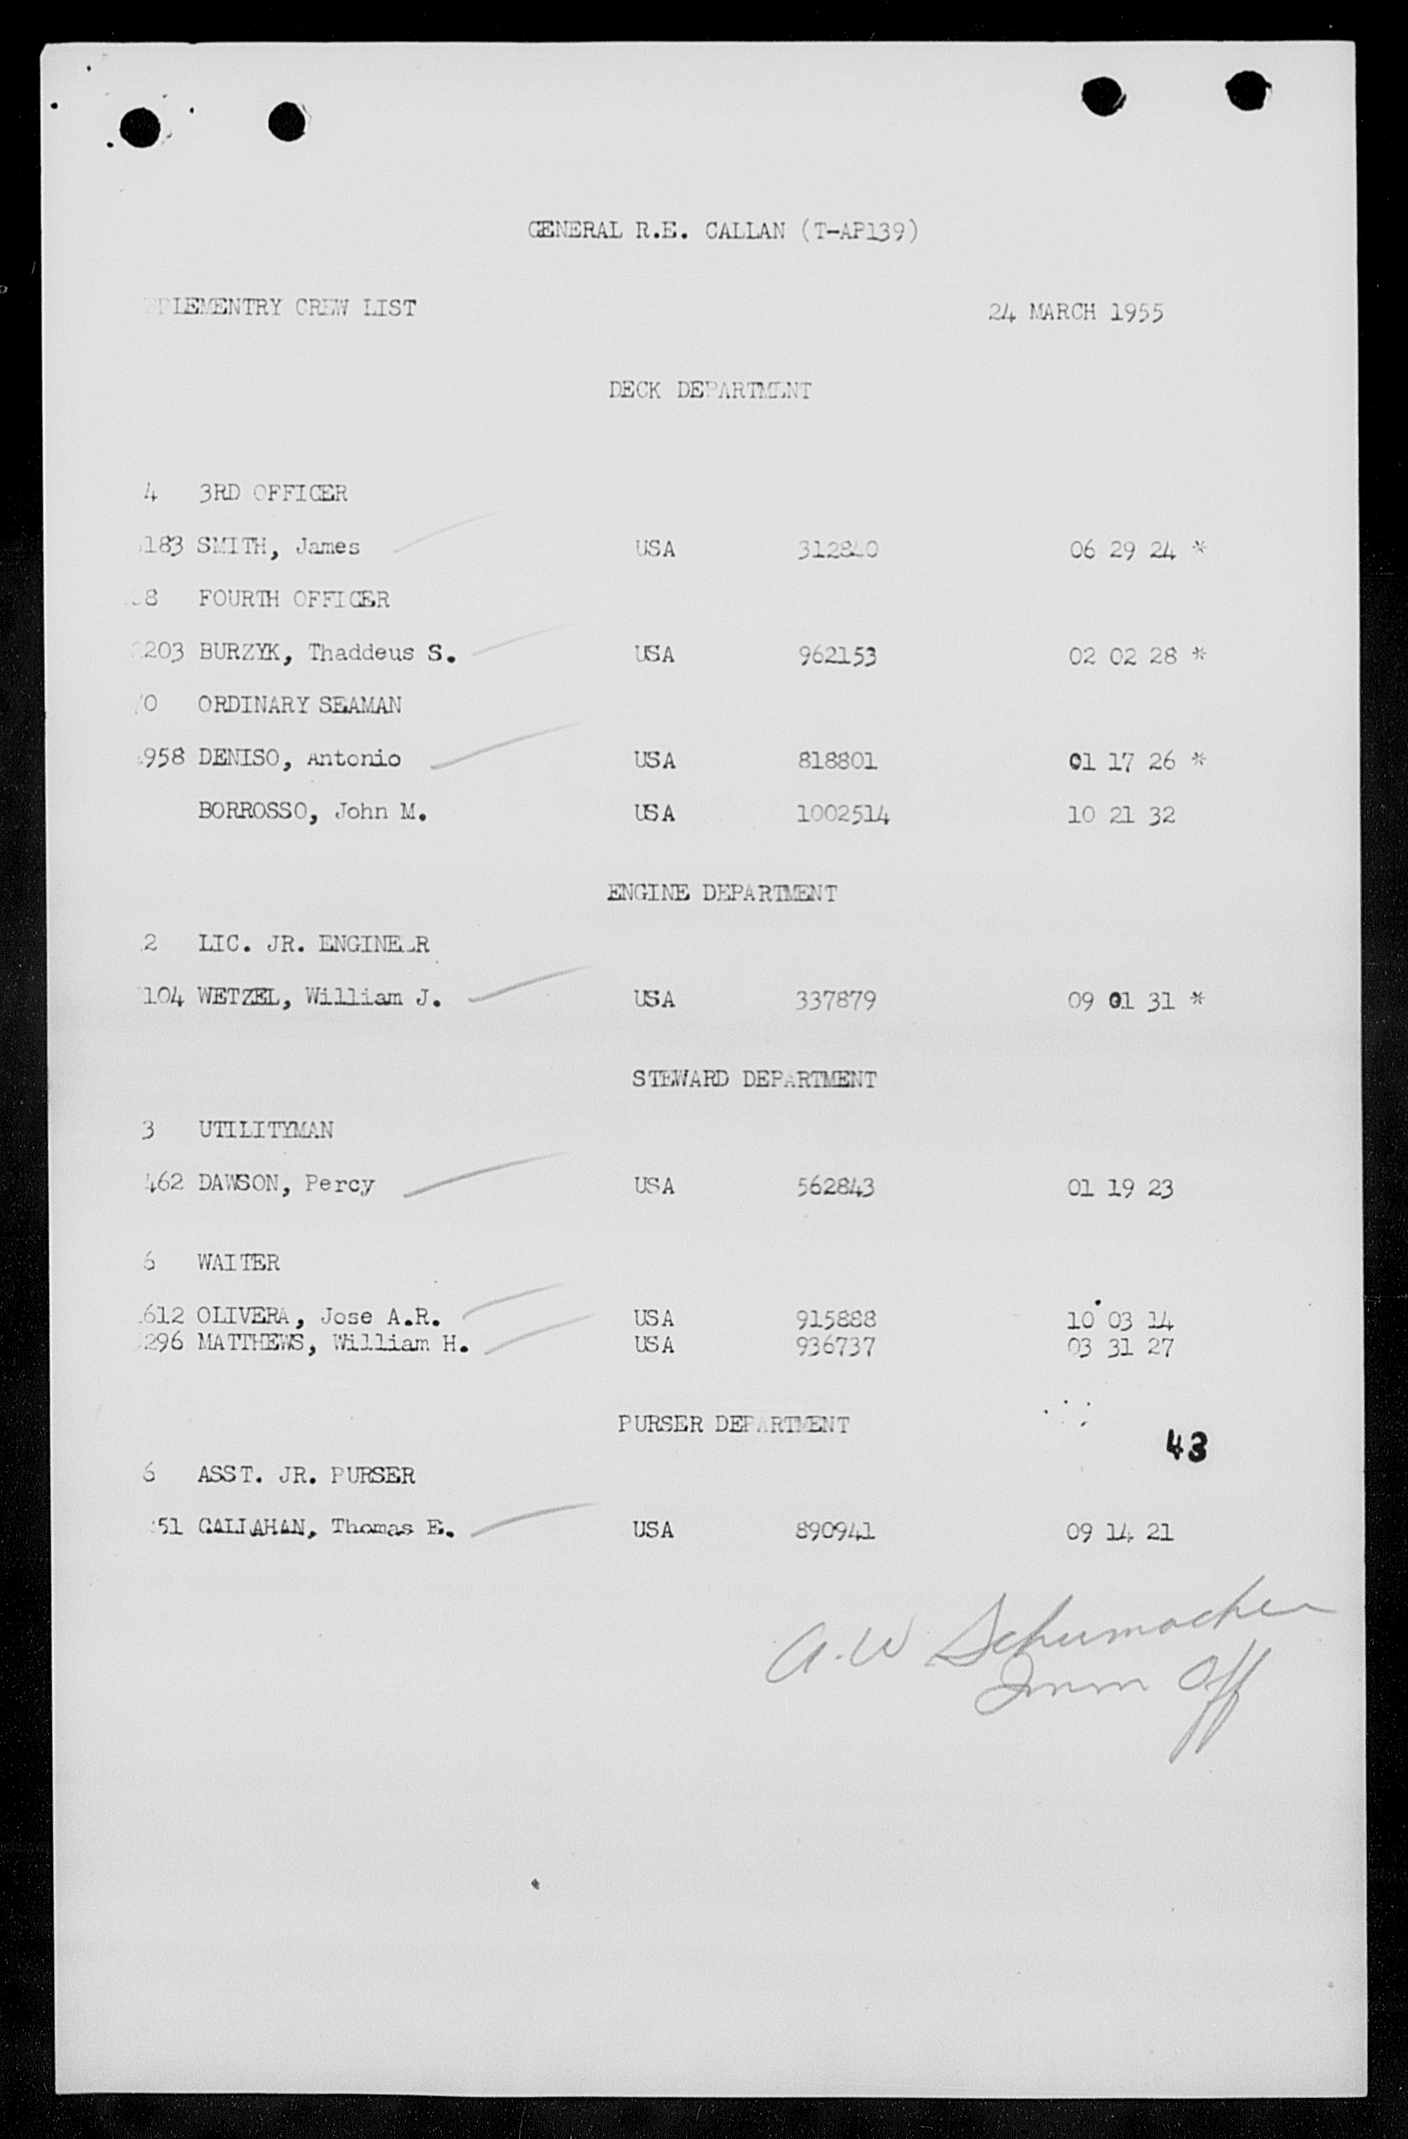 GENERAL R.E. CALLAN (T-AP139)
PPLEMENTRY CREW LIST 24 MARCH 1955
DECK DEPARTMENT
4 3RD OFFICER
183 SMITH, James USA 312840 06 29 24 *
8 FOURTH OFFICER
203 BURZYK, Thaddeus S. USA 962153 02 02 28 *
0 ORDINARY SEAMAN
958 DENISO, Antonio USA 818801 01 17 26 *
BORROSSO, John M. USA 1002514 10 21 32
ENGINE DEPARTMENT
2 LIC. JR. ENGINEER
104 WETZEL, William J. USA 337879 09 01 31 *
STEWARD DEPARTMENT
3 UTILITYMAN
462 DAWSON, Percy USA 562843 01 19 23
6 WAITER
612 OLIVERA, Jose A.R. USA 915888 10 03 14
296 MATTHEWS, William H. USA 936737 03 31 27
PURSER DEPARTMENT
43
6 ASST. JR. PURSER
51 CALLAHAN, Thomas E. USA 890941 09 14 21
A.W Schumacher
Imm Off